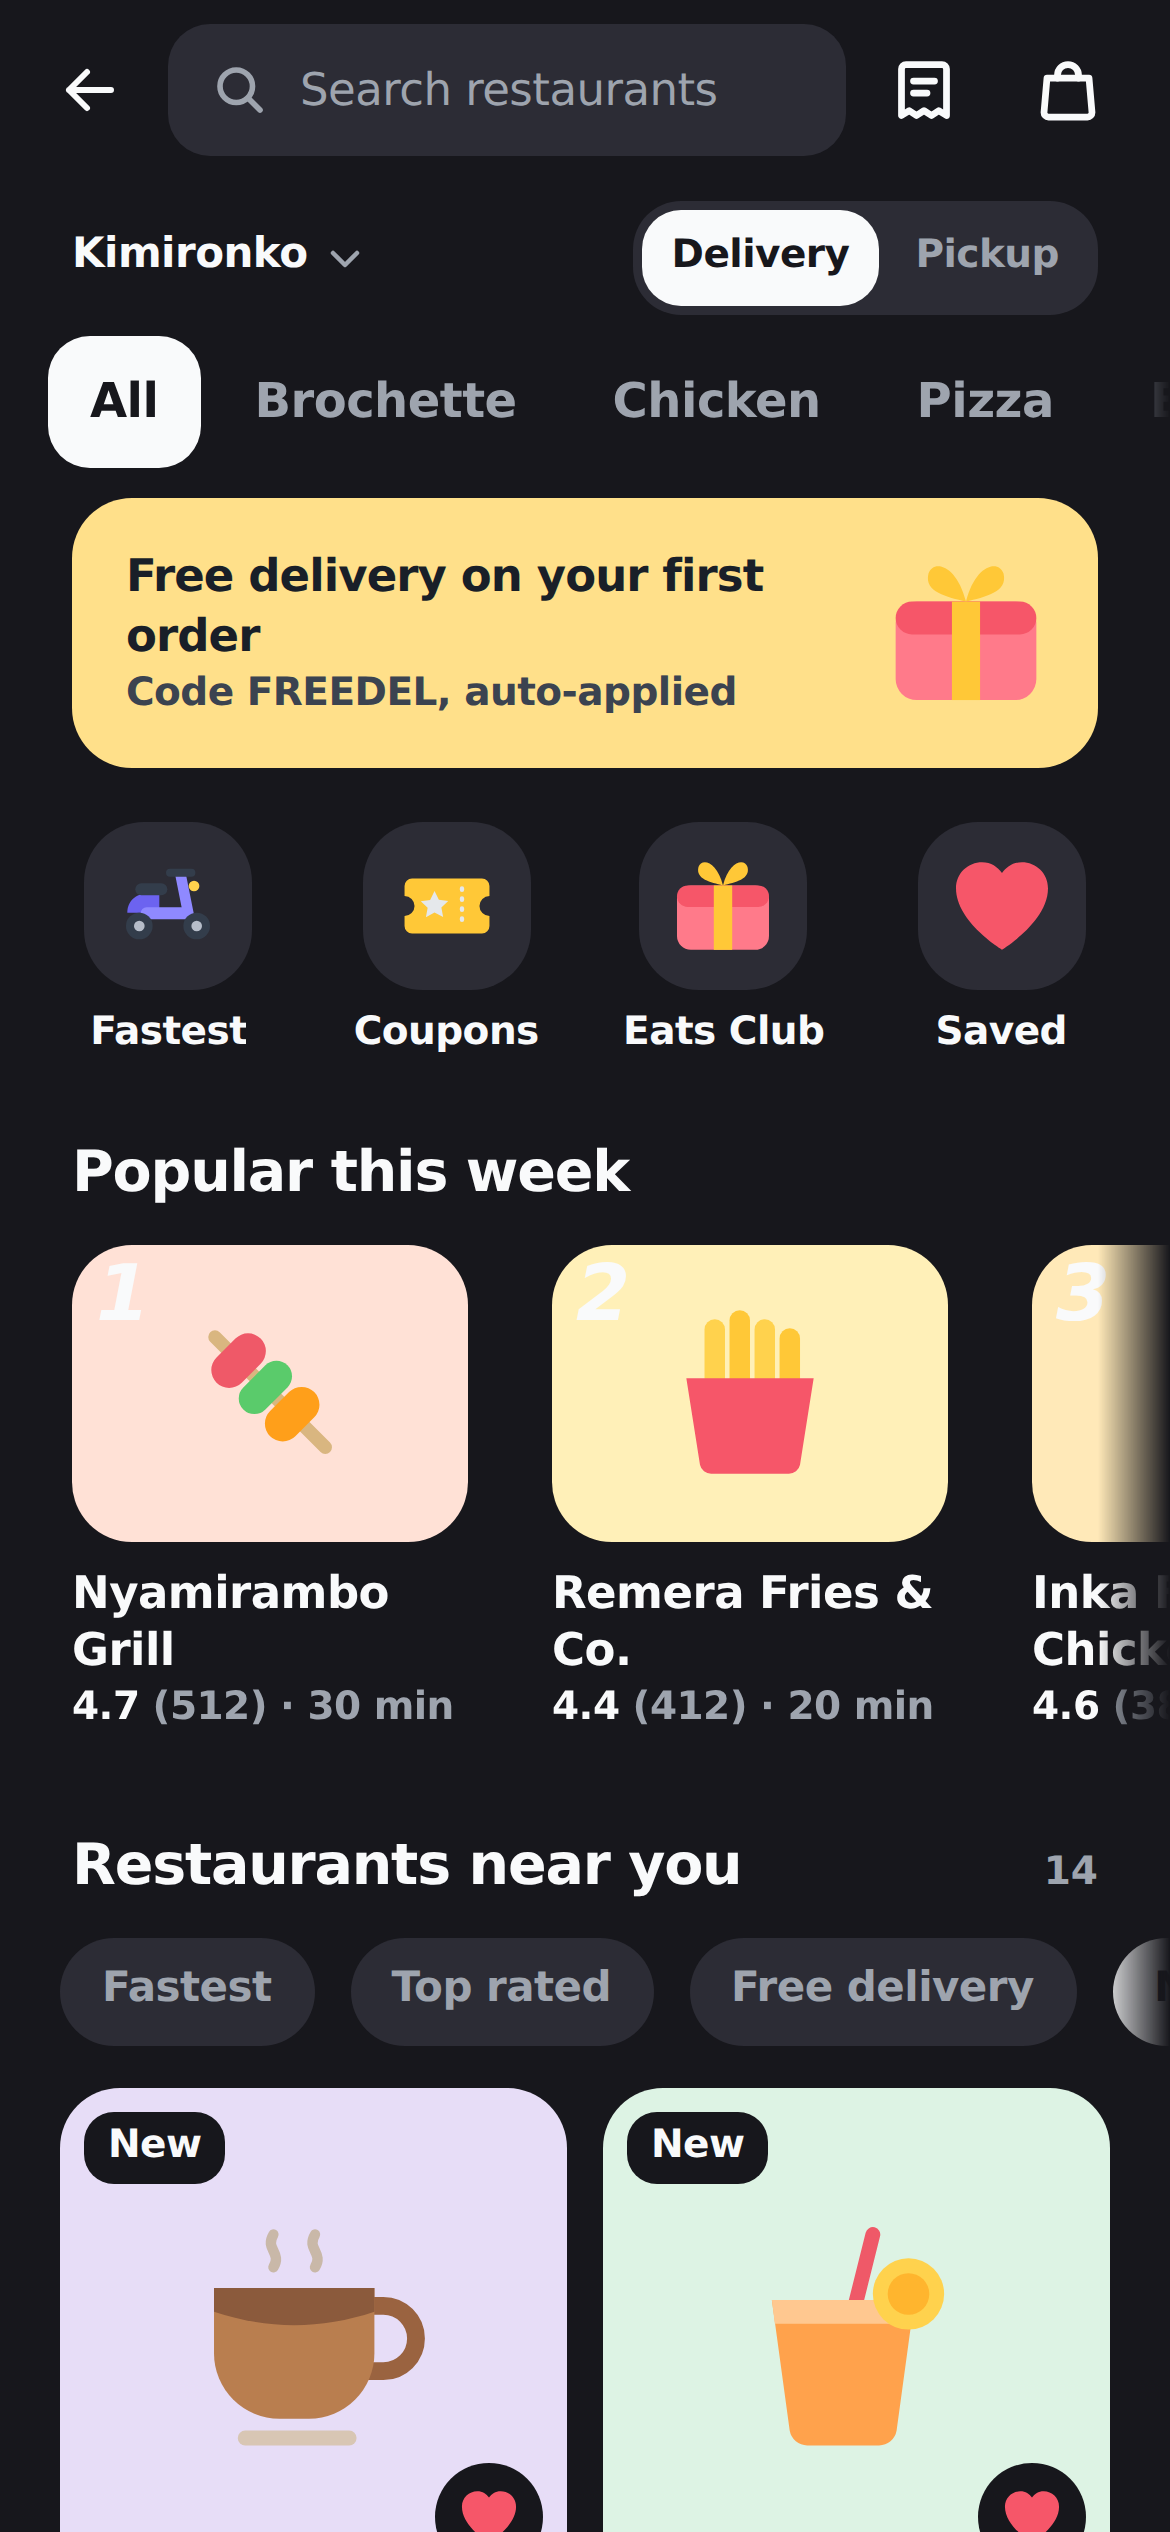 Search restaurants
Kimironko
Delivery
Pickup
All
Brochette
Chicken
Pizza
Free delivery on your first
order
Code FREEDEL, auto-applied
Fastest
Coupons
Eats Club
Saved
Popular this week
1
2
3
Nyamirambo
Grill
4.7 (512) · 30 min
Remera Fries &
Co.
4.4 (412) · 20 min
Inka
4.6
Restaurants near you
14
Fastest
Top rated
Free delivery
New
New